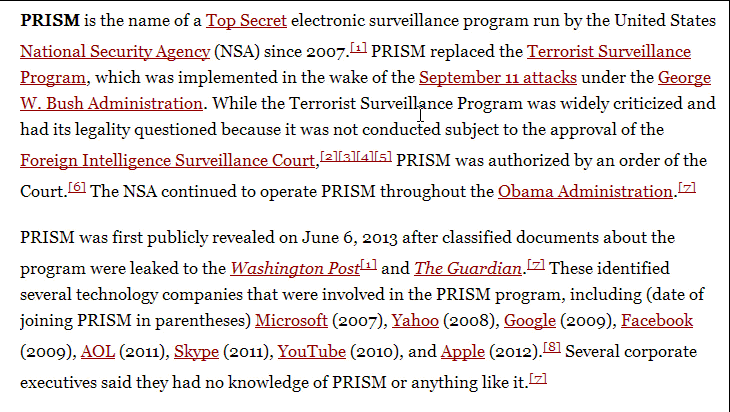 PRISM is the name of a Top Secret electronic surveillance program run by the United States
National Security Agency (NSA) since 2007.[1] PRISM replaced the Terrorist Surveillance
Program, which was implemented in the wake of the September 11 attacks under the George
W. Bush Administration. While the Terrorist Surveillance Program was widely criticized and
had its legality questioned because it was not conducted subject to the approval of the
Foreign Intelligence Surveillance Court,[2][3][4][5] PRISM was authorized by an order of the
Court.[6] The NSA continued to operate PRISM throughout the Obama Administration.[7]
PRISM was first publicly revealed on June 6, 2013 after classified documents about the
program were leaked to the Washington Post[1] and The Guardian.[7] These identified
several technology companies that were involved in the PRISM program, including (date of
joining PRISM in parentheses) Microsoft (2007), Yahoo (2008), Google (2009), Facebook
(2009), AOL (2011), Skype (2011), YouTube (2010), and Apple (2012).[8] Several corporate
executives said they had no knowledge of PRISM or anything like it.[7]